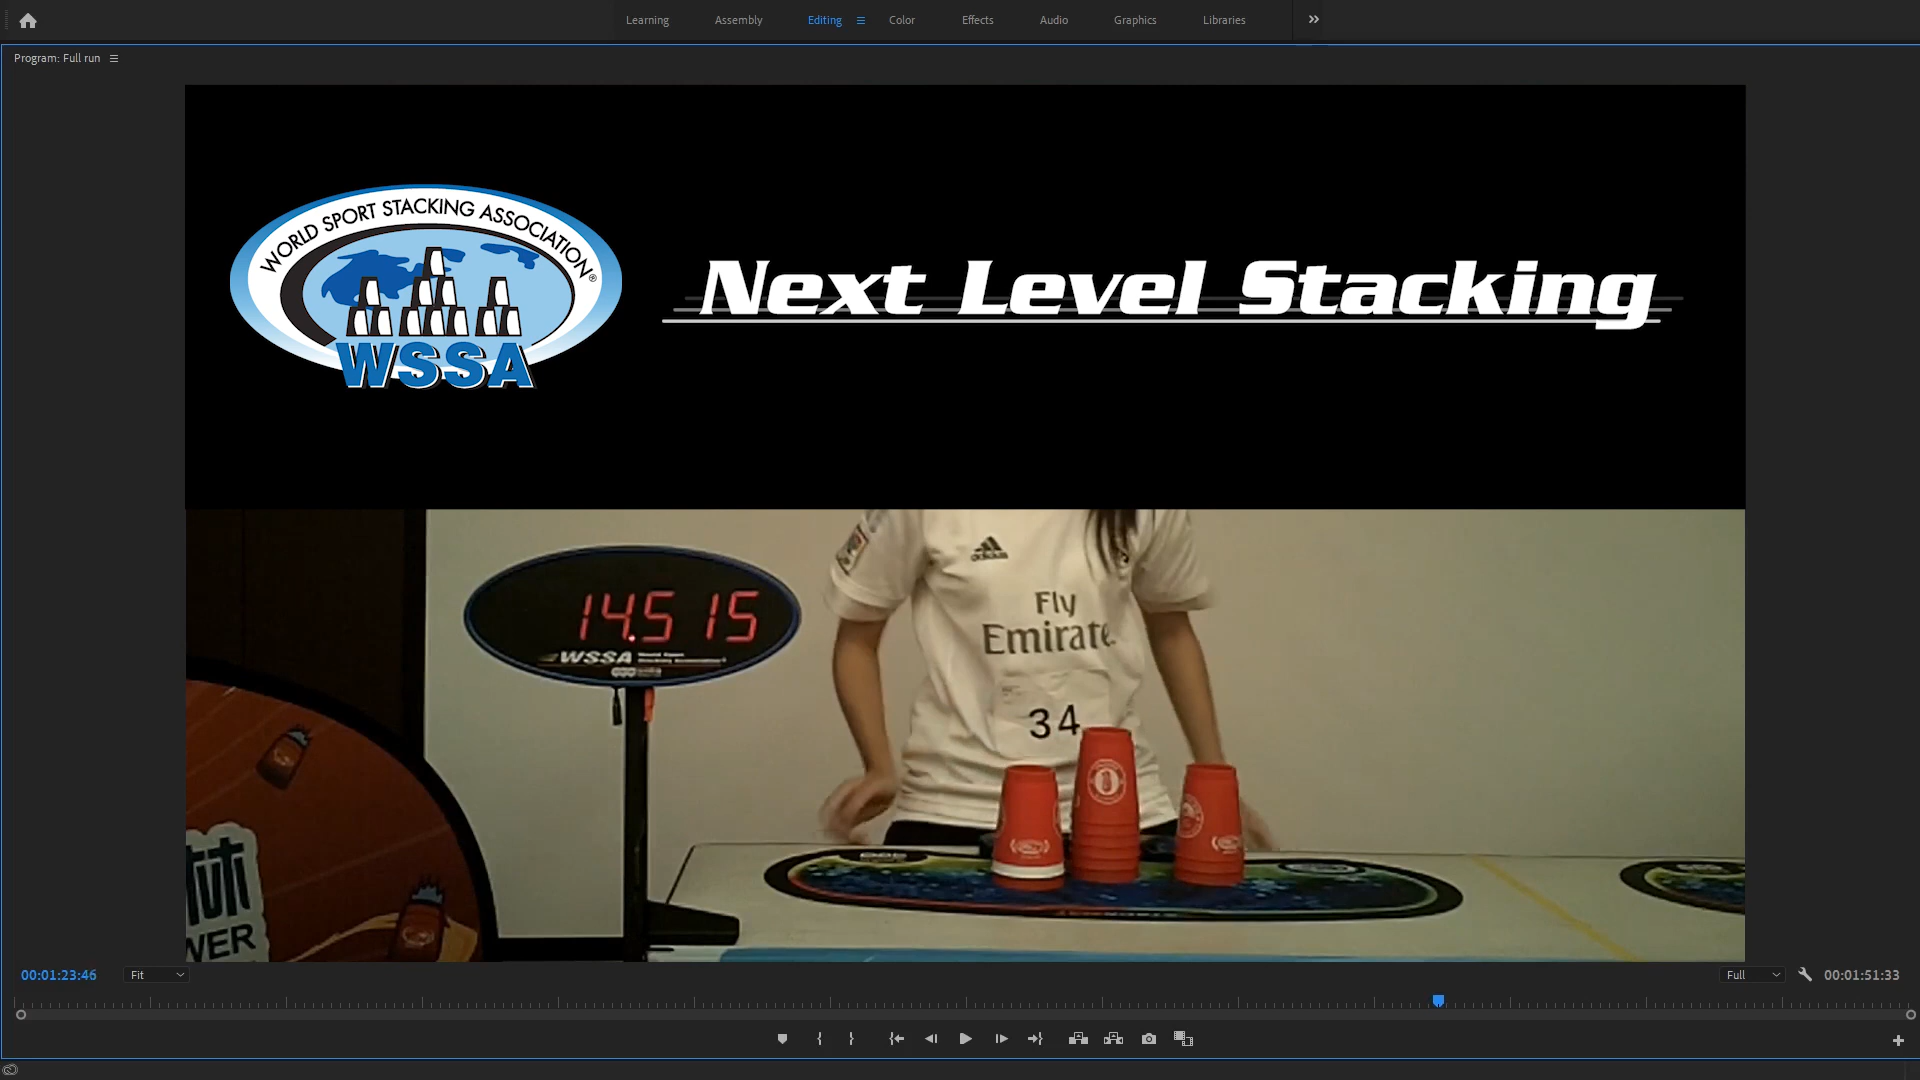 Learning Assembly Editing Color Effects Audio Graphics Libraries
Program: Full run
WORLD SPORT STACKING ASSOCIATION®
WSSA
Next Level Stacking
14.515
WSSA
adidas
Fly
Emirate
34
WER
00:01:23:46 Fit Full 00:01:51:33